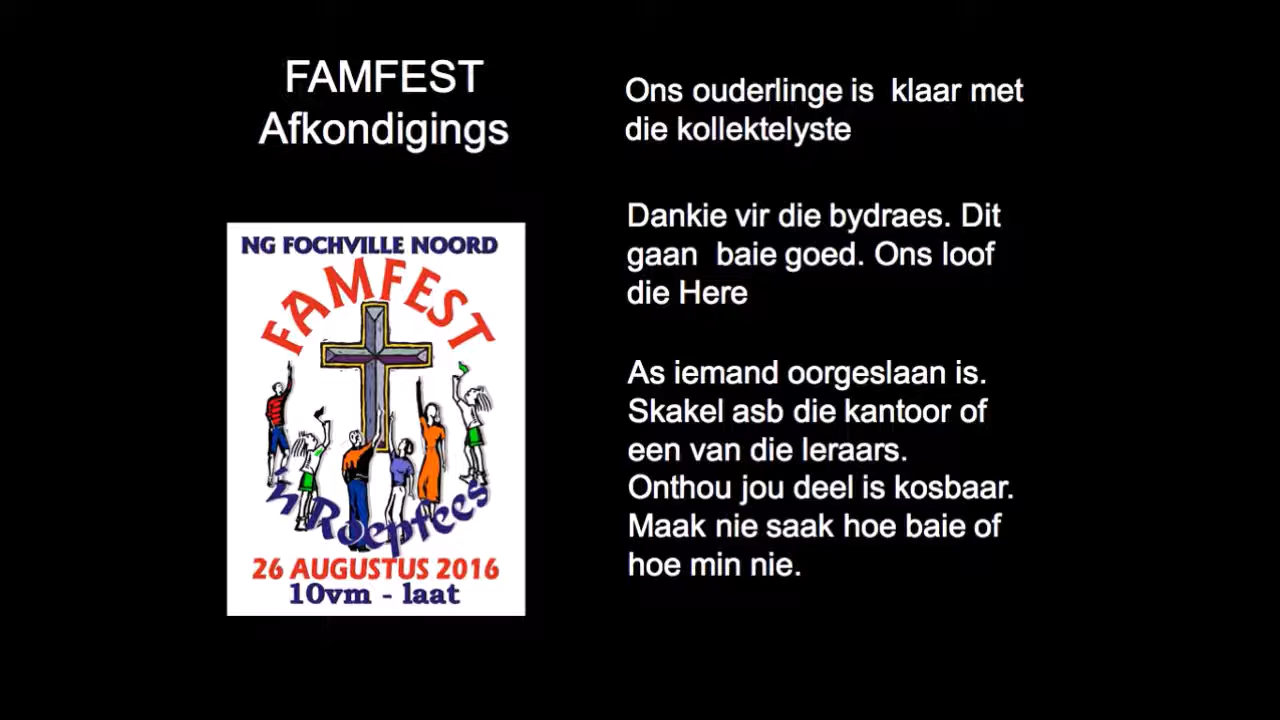 FAMFEST
Afkondigings
NG FOCHVILLE NOORD
FAMFEST
'n Roepfees
26 AUGUSTUS 2016
10vm - laat
Ons ouderlinge is  klaar met
die kollektelyste
Dankie vir die bydraes. Dit
gaan  baie goed. Ons loof
die Here
As iemand oorgeslaan is.
Skakel asb die kantoor of
een van die leraars.
Onthou jou deel is kosbaar.
Maak nie saak hoe baie of
hoe min nie.